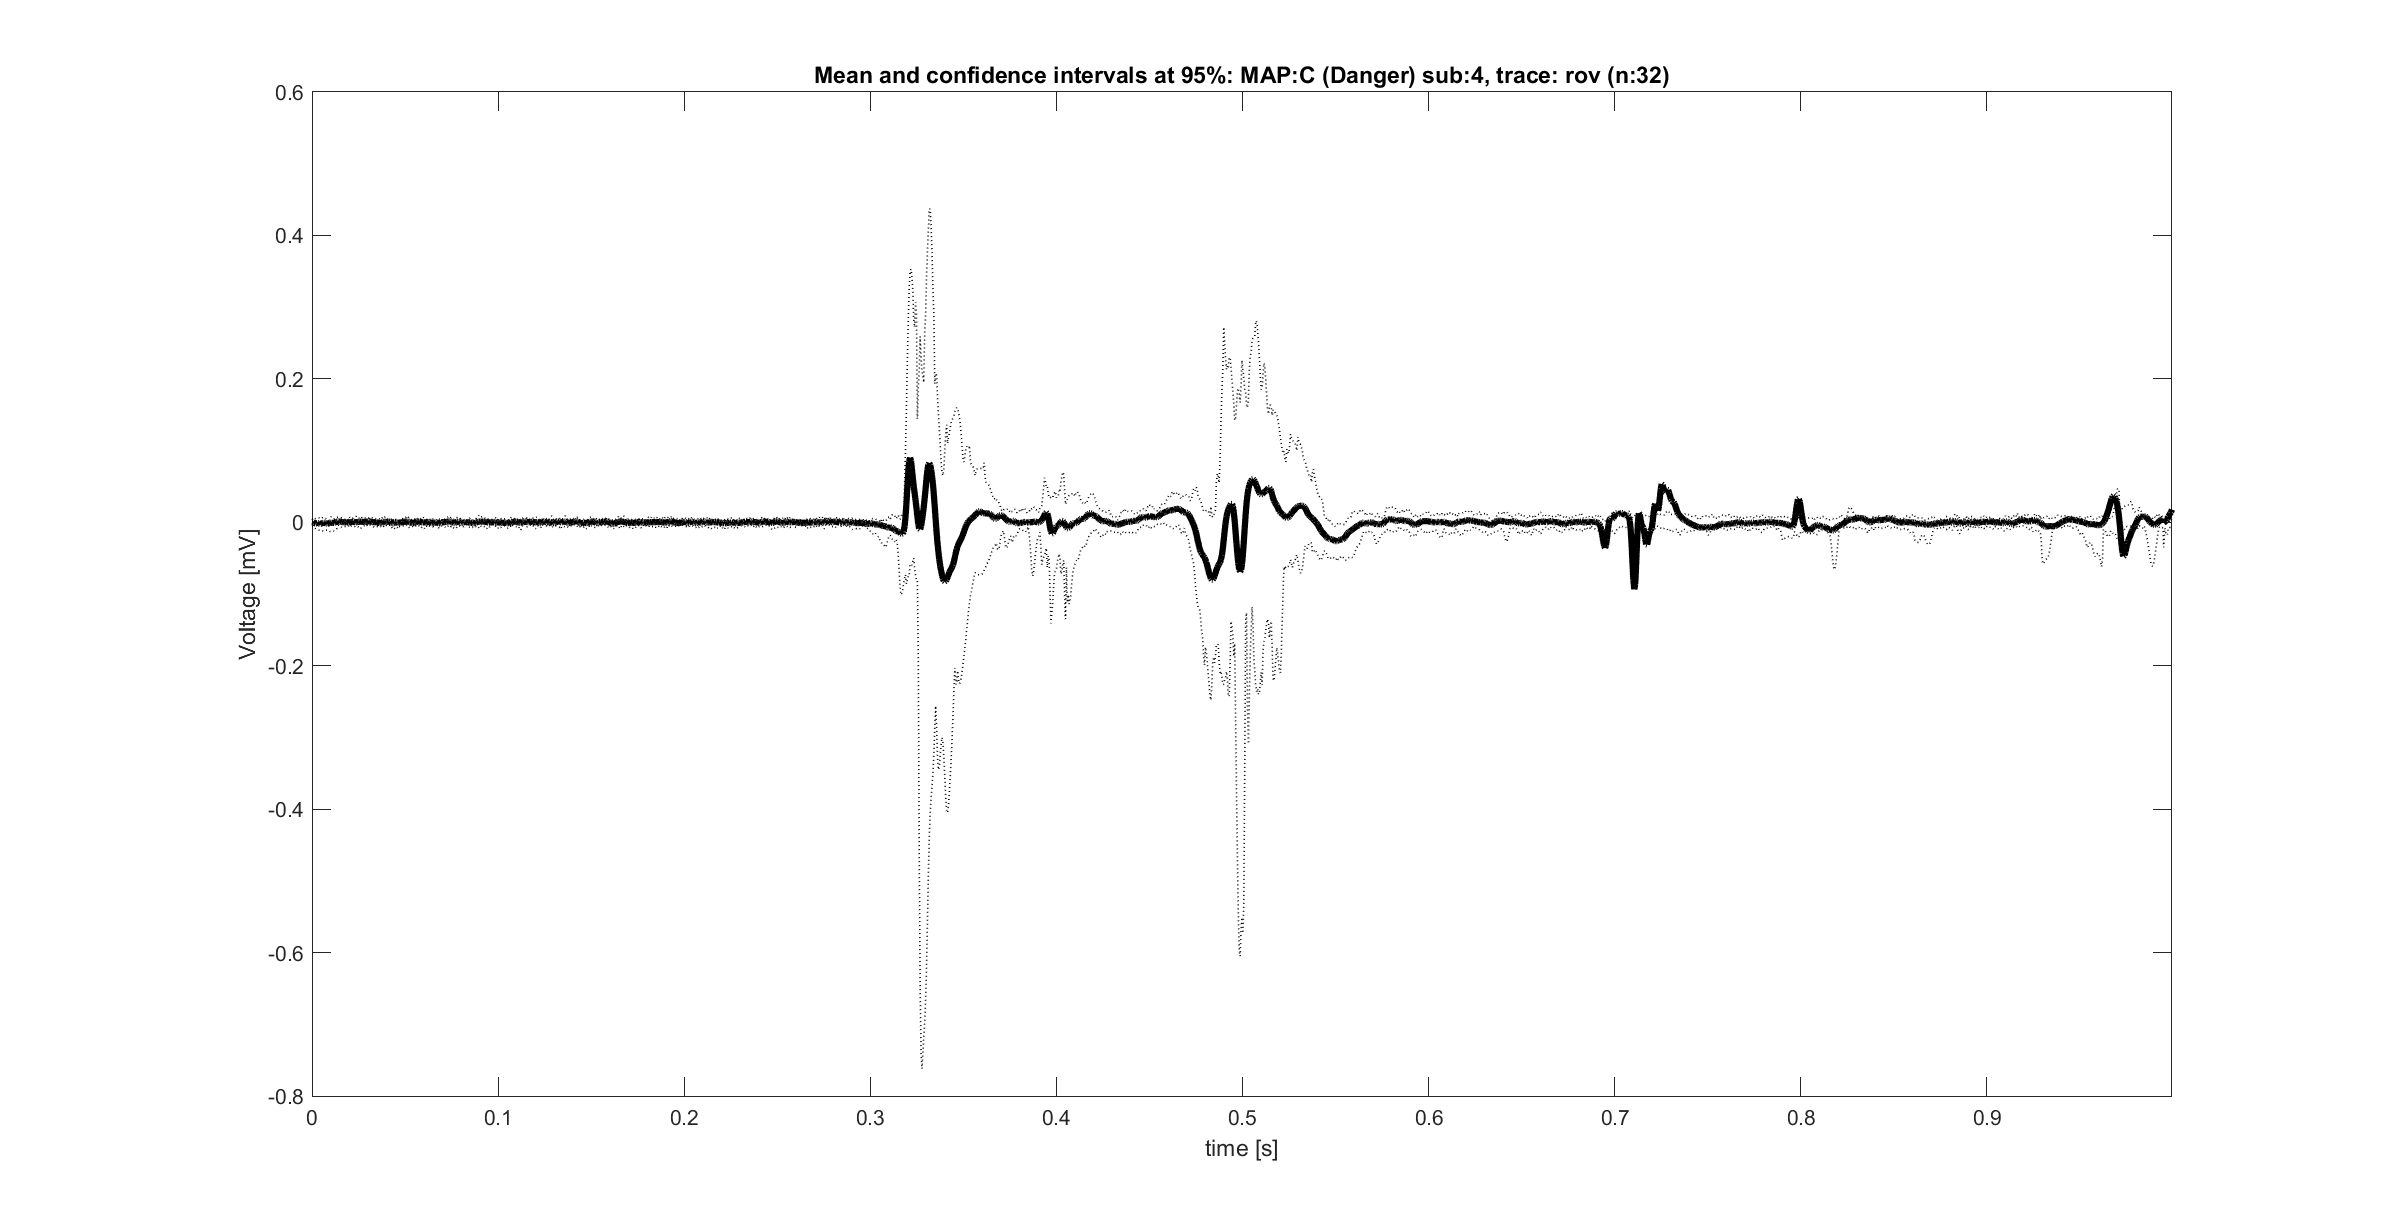 Mean and confidence intervals at 95%: MAP:C (Danger) sub:4, trace: rov (n:32)
0.6
0.4
0.2
0
-0.2
-0.4
-0.6
-0.8
Voltage [mV]
0 0.1 0.2 0.3 0.4 0.5 0.6 0.7 0.8 0.9
time [s]